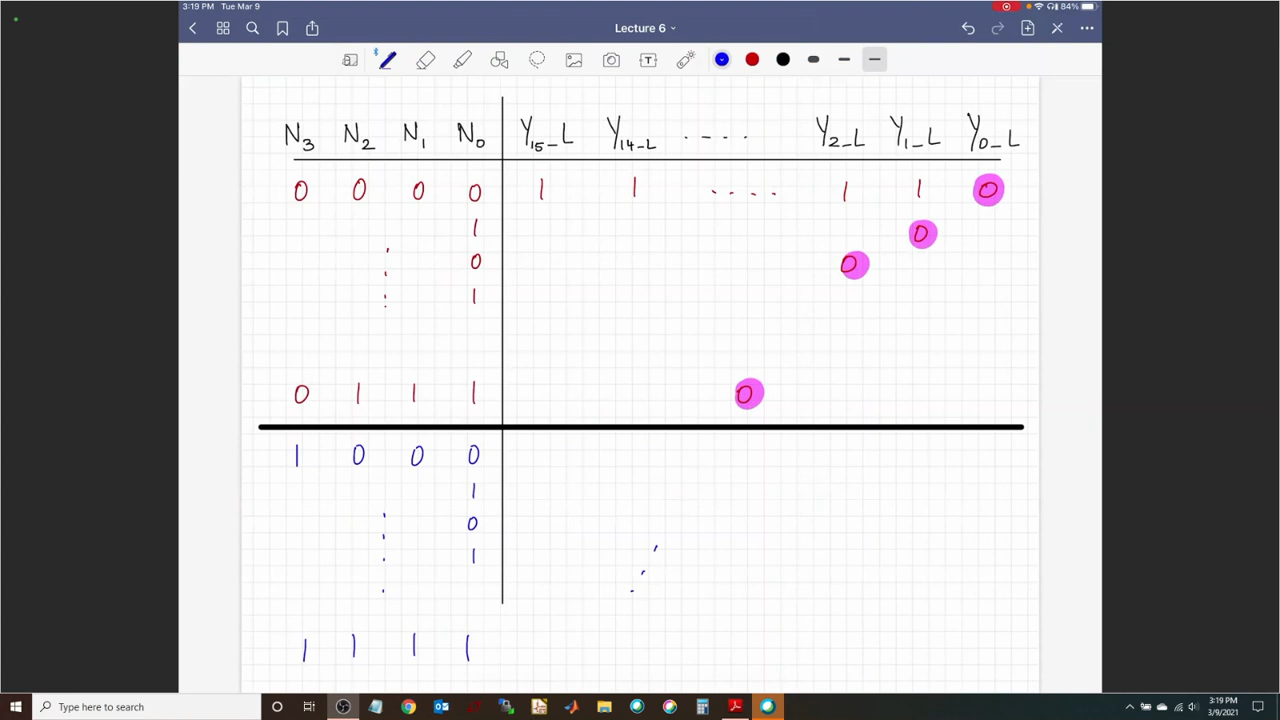 3:19 PM Tue Mar 9 84%
Lecture 6
T
N3 N2 N1 N0 Y15_L Y14_L .... Y2_L Y1_L Y0_L
0 0 0 0 1 1 .... 1 1 0
1 0
0 0
1
0 1 1 1 0
1 0 0 0
1
0
1
1 1 1 1
Type here to search
3:19 PM
3/9/2021